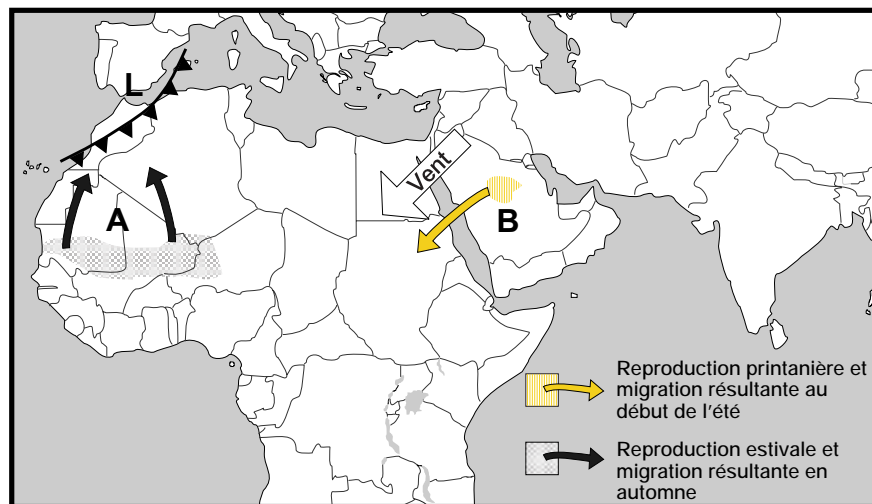 L
A
Vent
B
Reproduction printanière et
migration résultante au
début de l'été
Reproduction estivale et
migration résultante en
automne